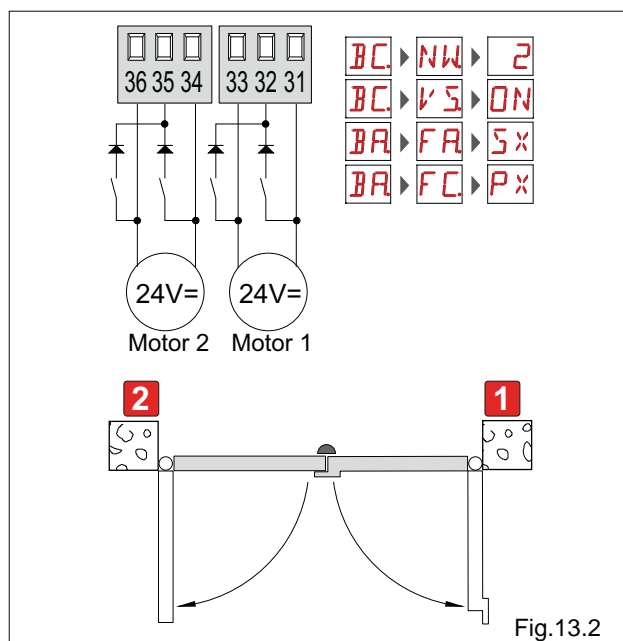 36 35 34 33 32 31
BC. NW. 2
BC. VS. ON
BA. FA. SX
BA. FC. PX
24V= 24V=
Motor 2 Motor 1
2 1
Fig.13.2